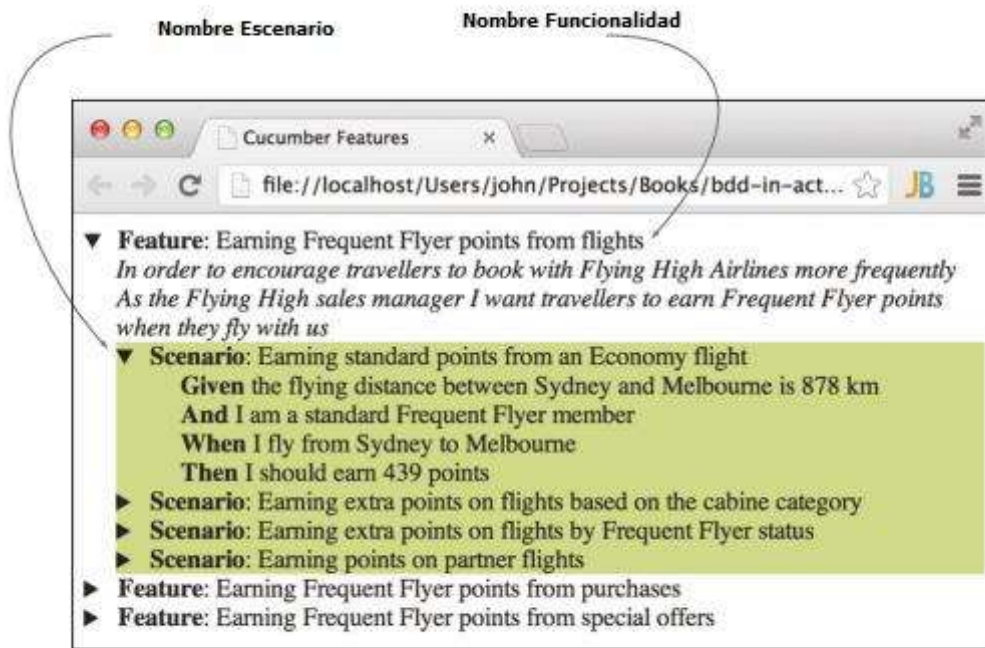 Nombre Escenario
Nombre Funcionalidad
Cucumber Features
file://localhost/Users/john/Projects/Books/bdd-in-act...
JB
Feature: Earning Frequent Flyer points from flights
In order to encourage travellers to book with Flying High Airlines more frequently
As the Flying High sales manager I want travellers to earn Frequent Flyer points
when they fly with us
Scenario: Earning standard points from an Economy flight
Given the flying distance between Sydney and Melbourne is 878 km
And I am a standard Frequent Flyer member
When I fly from Sydney to Melbourne
Then I should earn 439 points
Scenario: Earning extra points on flights based on the cabine category
Scenario: Earning extra points on flights by Frequent Flyer status
Scenario: Earning points on partner flights
Feature: Earning Frequent Flyer points from purchases
Feature: Earning Frequent Flyer points from special offers